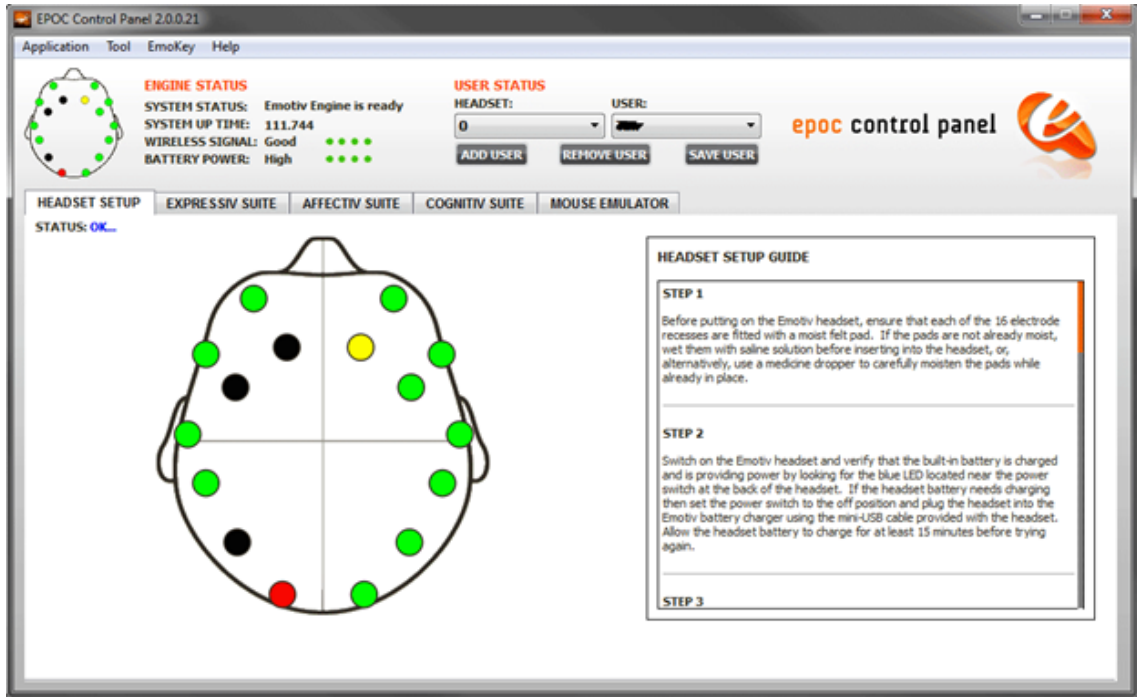 EPOC Control Panel 2.0.0.21
Application Tool EmoKey Help
ENGINE STATUS
SYSTEM STATUS: Emotiv Engine is ready
SYSTEM UP TIME: 111.744
WIRELESS SIGNAL: Good
BATTERY POWER: High
USER STATUS
HEADSET: USER:
0
ADD USER REMOVE USER SAVE USER
epoc control panel
HEADSET SETUP EXPRESSIV SUITE AFFECTIV SUITE COGNITIV SUITE MOUSE EMULATOR
STATUS: OK...
HEADSET SETUP GUIDE
STEP 1
Before putting on the Emotiv headset, ensure that each of the 16 electrode
recesses are fitted with a moist felt pad. If the pads are not already moist,
wet them with saline solution before inserting into the headset, or,
alternatively, use a medicine dropper to carefully moisten the pads while
already in place.
STEP 2
Switch on the Emotiv headset and verify that the built-in battery is charged
and is providing power by looking for the blue LED located near the power
switch at the back of the headset. If the headset battery needs charging
then set the power switch to the off position and plug the headset into the
Emotiv battery charger using the mini-USB cable provided with the headset.
Allow the headset battery to charge for at least 15 minutes before trying
again.
STEP 3